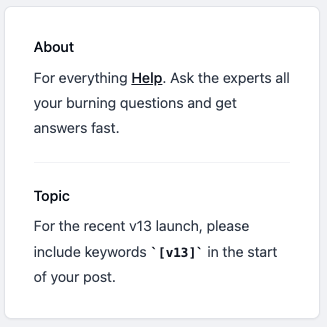 About
For everything Help. Ask the experts all
your burning questions and get
answers fast.
Topic
For the recent v13 launch, please
include keywords `[v13]` in the start
of your post.